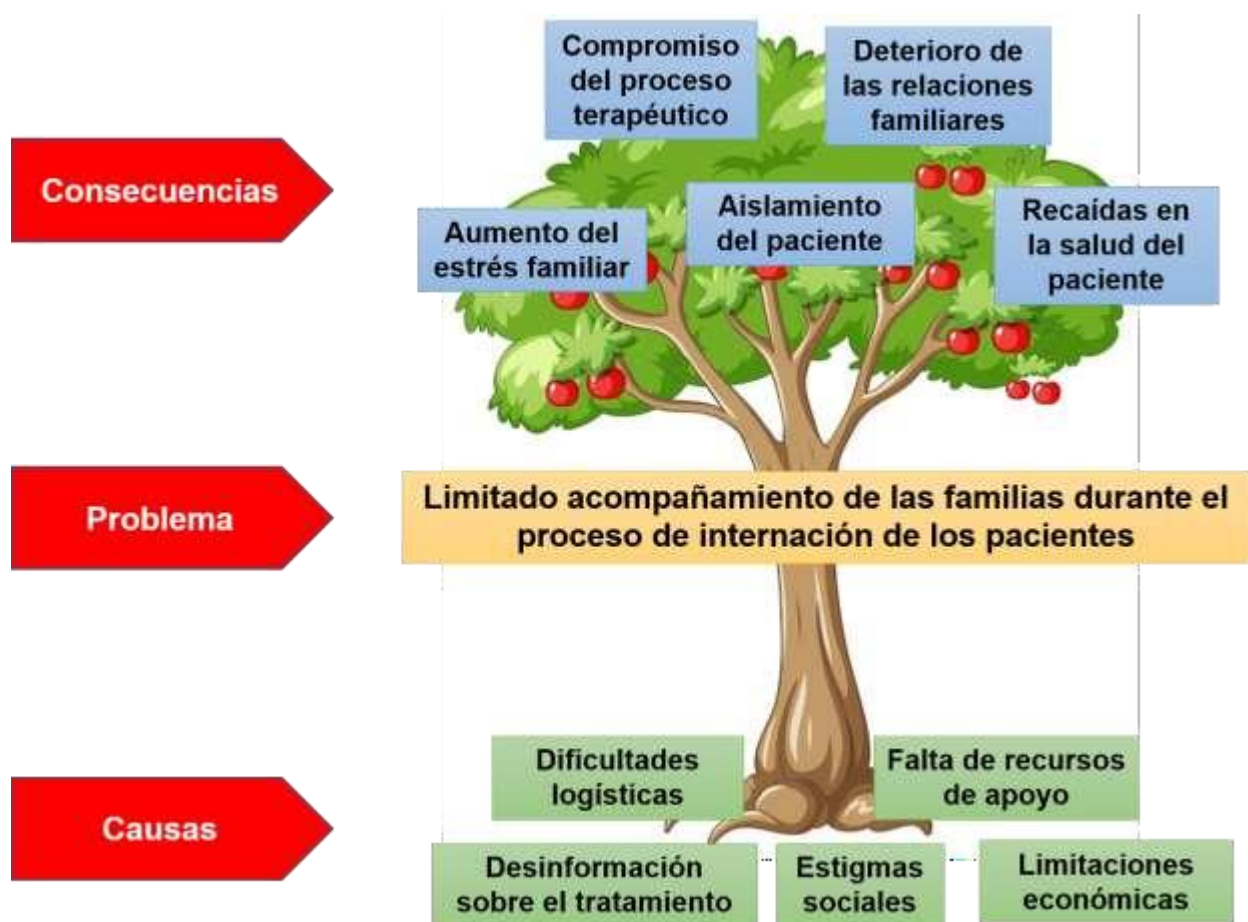 Compromiso
del proceso
terapéutico
Deterioro de
las relaciones
familiares
Consecuencias
Aumento del
estrés familiar
Aislamiento
del paciente
Recaídas en
la salud del
paciente
Problema
Limitado acompañamiento de las familias durante el
proceso de internación de los pacientes
Causas
Dificultades
logísticas
Falta de recursos
de apoyo
Desinformación
sobre el tratamiento
Estigmas
sociales
Limitaciones
económicas